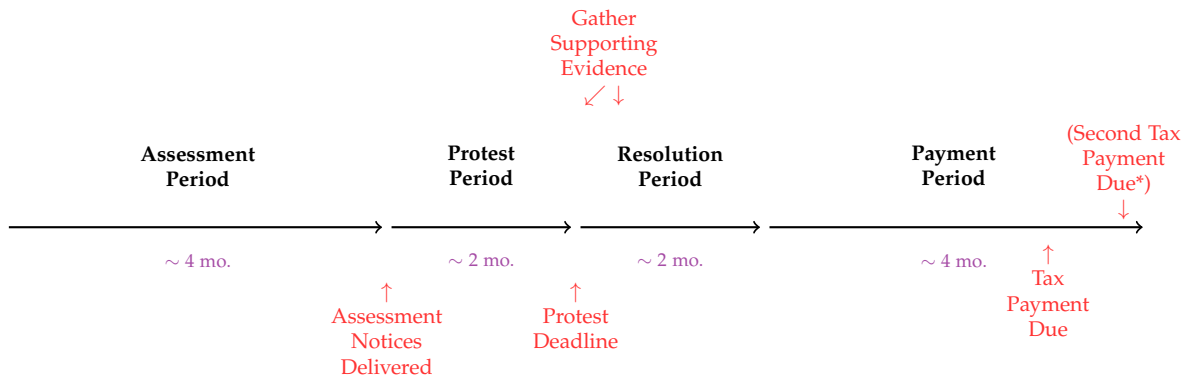 Gather
Supporting
Evidence
↙ ↓
Assessment
Period
Protest
Period
Resolution
Period
Payment
Period
(Second Tax
Payment
Due*)
↓
∼ 4 mo.
∼ 2 mo.
∼ 2 mo.
∼ 4 mo.
↑
Assessment
Notices
Delivered
↑
Protest
Deadline
↑
Tax
Payment
Due